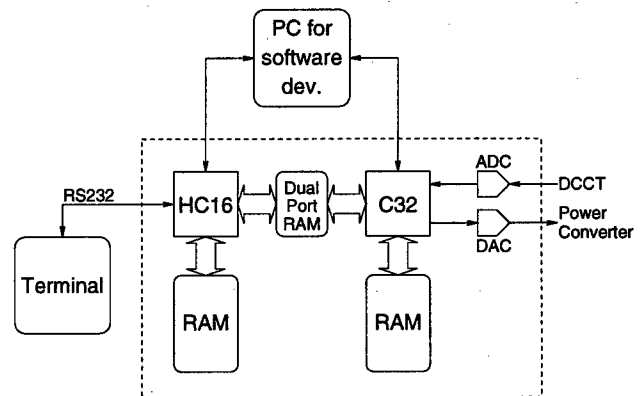 PC for
software
dev.
RS232
HC16
Dual
Port
RAM
C32
ADC
DCCT
DAC
Power
Converter
Terminal
RAM
RAM